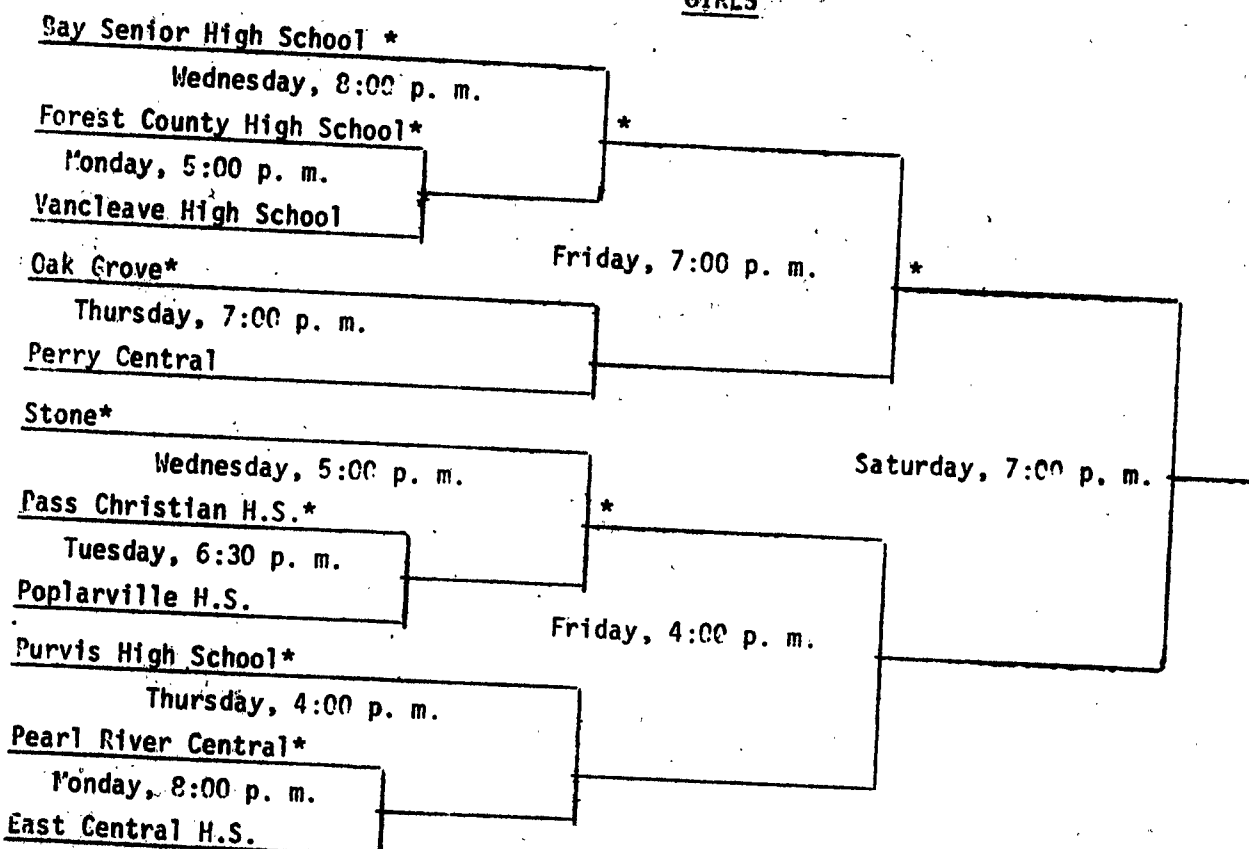 GIRLS
Bay Senior High School *
Wednesday, 8:00 p. m.
Forest County High School*
*
Monday, 5:00 p. m.
Vancleave High School
Friday, 7:00 p. m.
*
Oak Grove*
Thursday, 7:00 p. m.
Perry Central
Stone*
Wednesday, 5:00 p. m.
Saturday, 7:00 p. m.
Pass Christian H.S.*
*
Tuesday, 6:30 p. m.
Poplarville H.S.
Friday, 4:00 p. m.
Purvis High School*
Thursday, 4:00 p. m.
Pearl River Central*
Monday, 8:00 p. m.
East Central H.S.